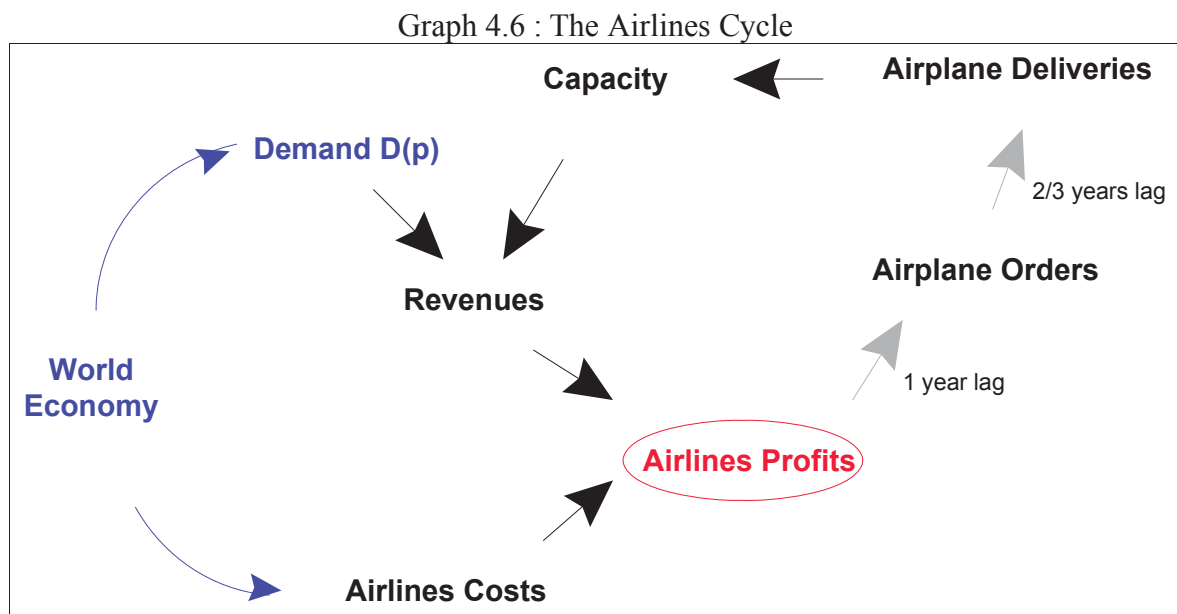 Graph 4.6 : The Airlines Cycle
Capacity
Airplane Deliveries
Demand D(p)
2/3 years lag
Airplane Orders
Revenues
World
Economy
1 year lag
Airlines Profits
Airlines Costs